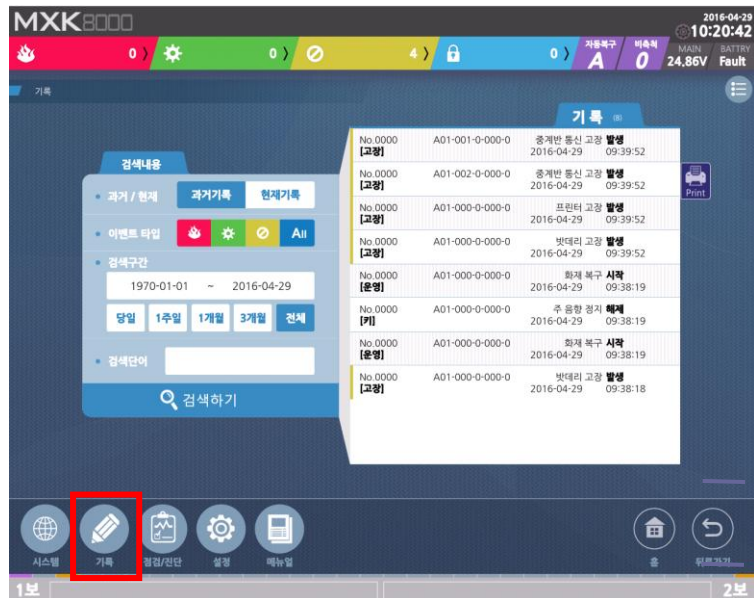 MXK8000
2016-04-29
10:20:42
0 > 0 > 4 > 0 > 자동복구 A 비축적 0 MAIN 24.86V BATTRY Fault
기록
기 록 (8)
검색내용
과거 / 현재 과거기록 현재기록
이벤트 타입 All
검색구간
1970-01-01 ~ 2016-04-29
당일 1주일 1개월 3개월 전체
검색단어
검색하기
No.0000 A01-001-0-000-0 중계반 통신 고장 발생
[고장] 2016-04-29 09:39:52
No.0000 A01-002-0-000-0 중계반 통신 고장 발생
[고장] 2016-04-29 09:39:52
No.0000 A01-000-0-000-0 프린터 고장 발생
[고장] 2016-04-29 09:39:52
No.0000 A01-000-0-000-0 밧데리 고장 발생
[고장] 2016-04-29 09:39:52
No.0000 A01-000-0-000-0 화재 복구 시작
[운영] 2016-04-29 09:38:19
No.0000 A01-000-0-000-0 주 음향 정지 해제
[키] 2016-04-29 09:38:19
No.0000 A01-000-0-000-0 화재 복구 시작
[운영] 2016-04-29 09:38:19
No.0000 A01-000-0-000-0 밧데리 고장 발생
[고장] 2016-04-29 09:38:18
Print
시스템 기록 점검/진단 설정 메뉴얼 홈 뒤로가기
1보 2보